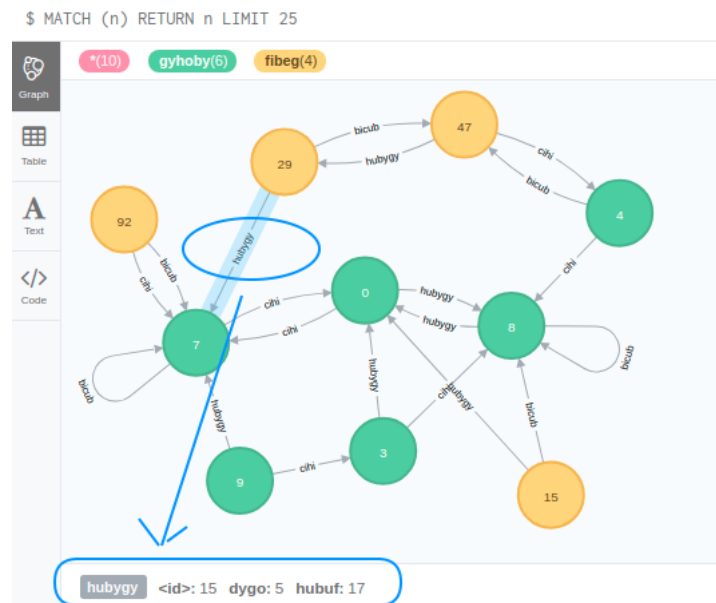 $ MATCH (n) RETURN n LIMIT 25
*(10) gyhoby(6) fibeg(4)
Graph
Table
A
Text
</>
Code
29
bicub
47
hubygy
cihi
bicub
4
92
hubygy
cihi
bicub
cihi
7
cihi
0
hubygy
8
cihi
hubygy
bicub
bicub
hubygy
hubygy
cihi
hubygy
bicub
9
cihi
3
15
hubygy <id>: 15 dygo: 5 hubuf: 17